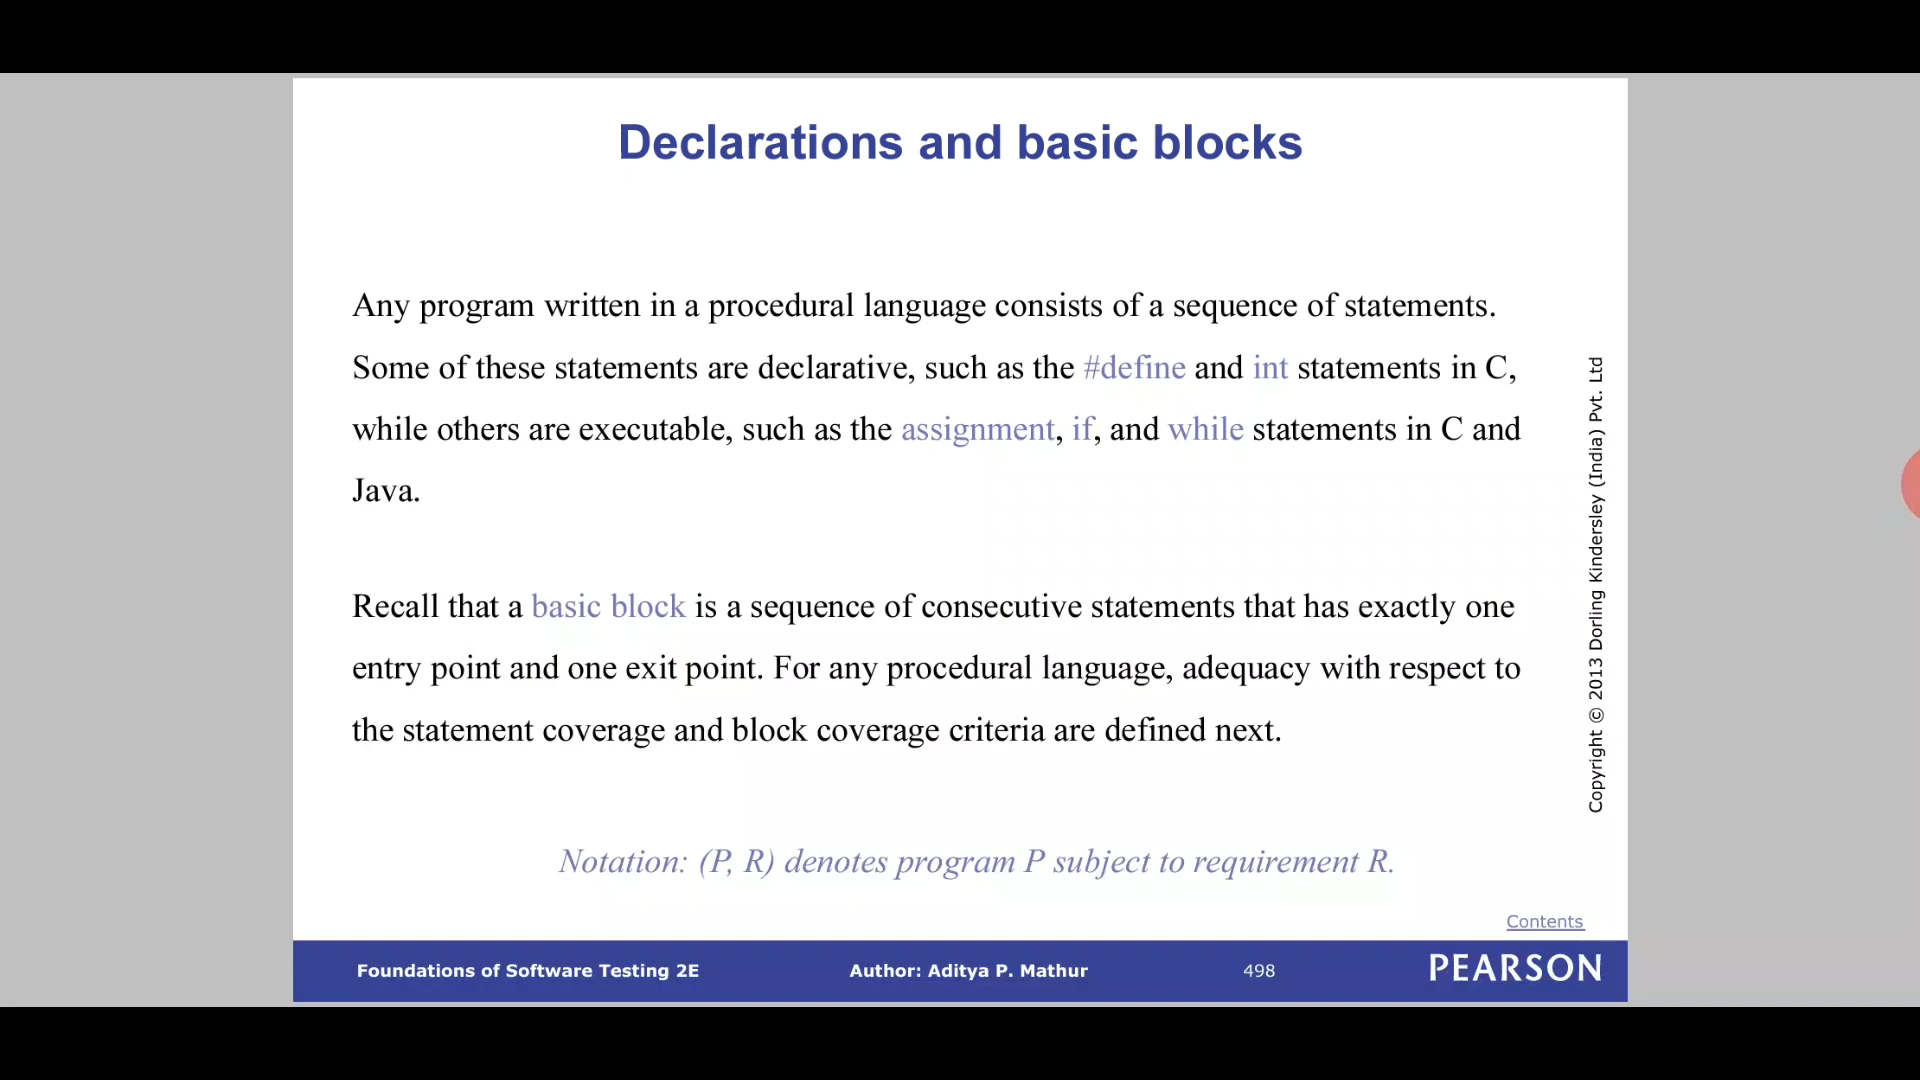 Declarations and basic blocks
Any program written in a procedural language consists of a sequence of statements.
Some of these statements are declarative, such as the #define and int statements in C,
while others are executable, such as the assignment, if, and while statements in C and
Java.
Recall that a basic block is a sequence of consecutive statements that has exactly one
entry point and one exit point. For any procedural language, adequacy with respect to
the statement coverage and block coverage criteria are defined next.
Notation: (P, R) denotes program P subject to requirement R.
Copyright © 2013 Dorling Kindersley (India) Pvt. Ltd
Contents
Foundations of Software Testing 2E Author: Aditya P. Mathur 498 PEARSON